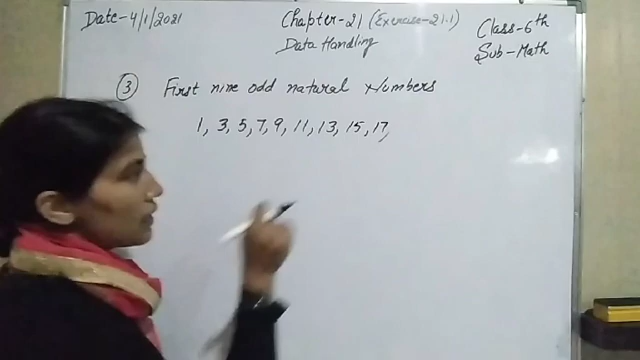 Date-4/1/2021
Chapter-21 (Exercise-21.1)
Data Handling
Class-6th
Sub-Math
③ First nine odd natural Numbers
1, 3, 5, 7, 9, 11, 13, 15, 17,